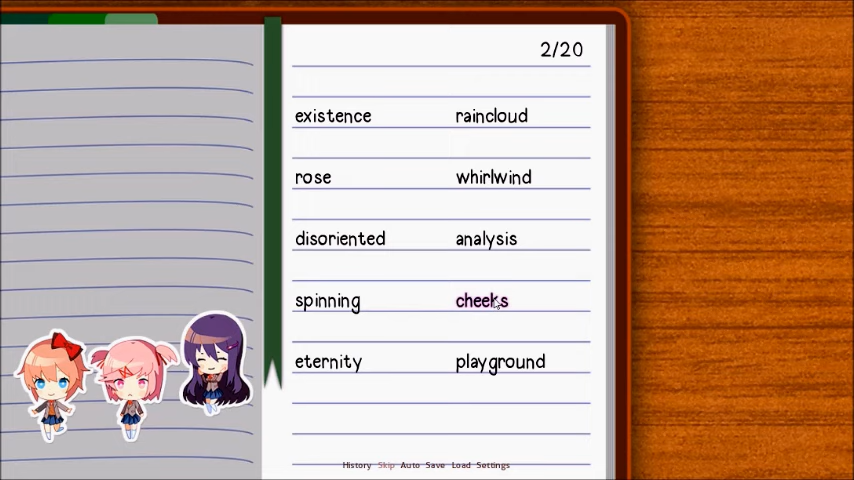 2/20
existence raincloud
rose whirlwind
disoriented analysis
spinning cheeks
eternity playground
History Skip Auto Save Load Settings